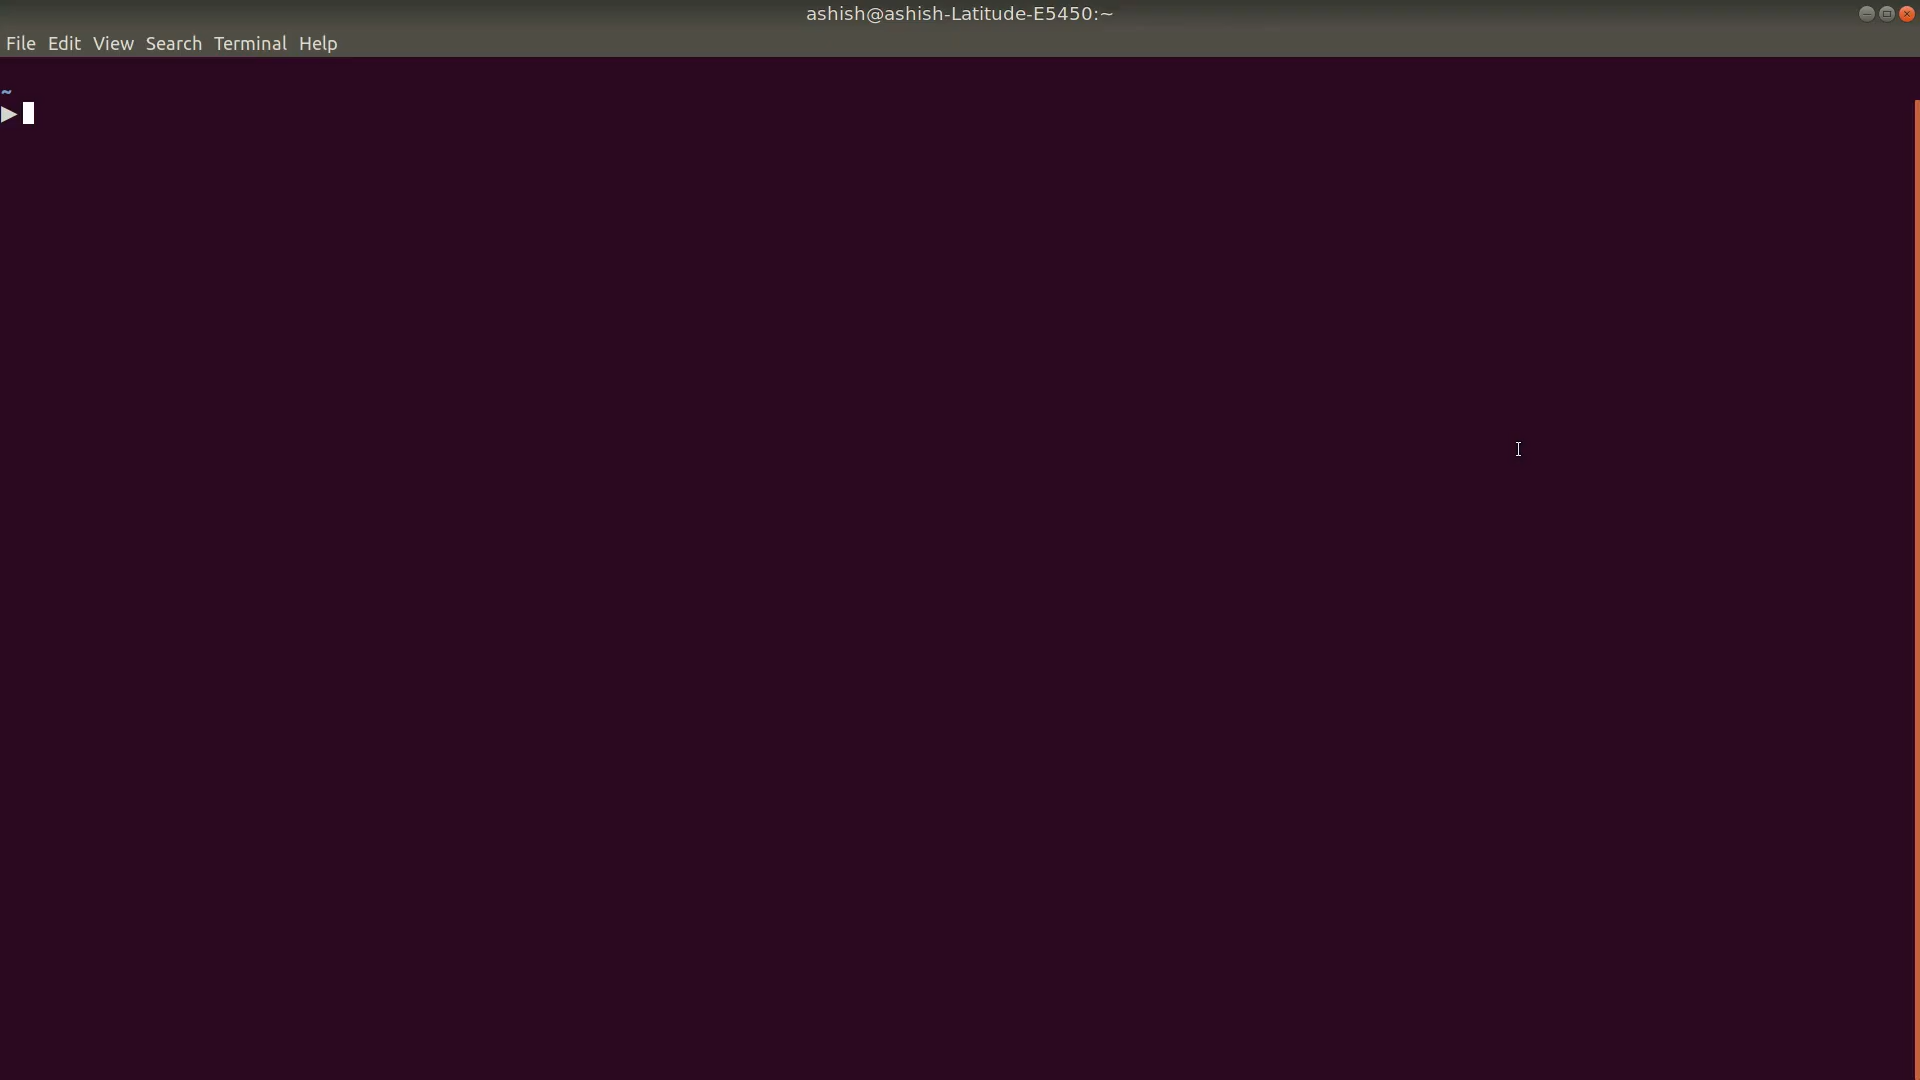 ashish@ashish-Latitude-E5450:~
File Edit View Search Terminal Help
~
▶